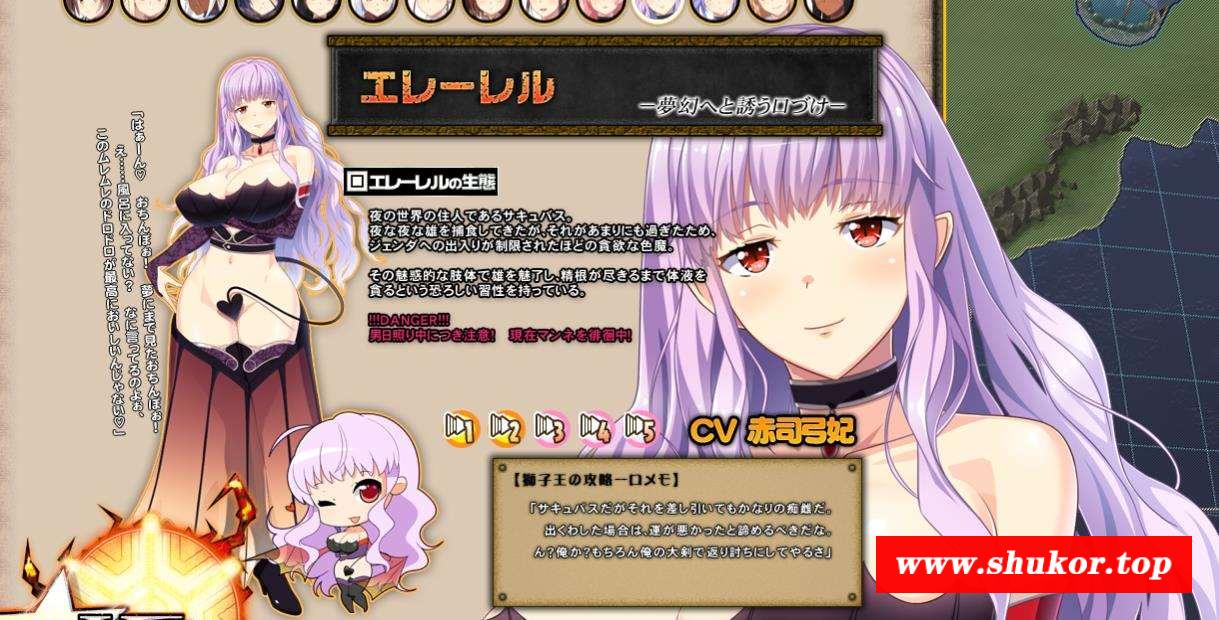 エレーレル
―夢幻へと誘う口づけ―
「はぁーん♡　おちんぽぉ！　夢にまで見たおちんぽぉ！
え……風呂に入ってない？　なに言ってるのよぉ、
このムレムレのドロドロが最高においしいんじゃない♡」
回エレーレルの生態
夜の世界の住人であるサキュバス。
夜な夜な雄を捕食してきたが、それがあまりにも過ぎたため、
ジェンダへの出入りが制限されたほどの貪欲な色魔。
その魅惑的な肢体で雄を魅了し、精根が尽きるまで体液を
貪るという恐ろしい習性を持っている。
!!!DANGER!!!
男日照り中につき注意!　現在マンネを徘徊中!
1 2 3 4 5
CV 赤司弓妃
【獅子王の攻略一口メモ】
「サキュバスだがそれを差し引いてもかなりの痴雌だ。
出くわした場合は、運が悪かったと諦めるべきだな。
ん？俺か？もちろん俺の大剣で返り討ちにしてやるさ」
www.shukor.top